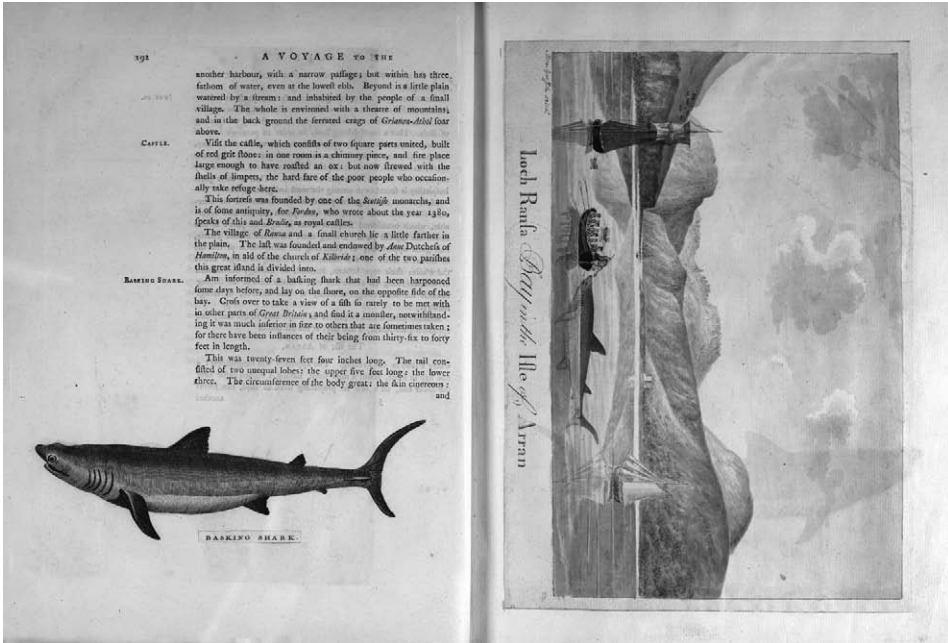 192
A VOYAGE TO THE
another harbour, with a narrow passage; but within has three
fathom of water, even at the lowest ebb. Beyond is a little plain
watered by a stream: and inhabited by the people of a small
village. The whole is environed with a theatre of mountains;
and in the back ground the serrated crags of Grianan-Athol soar
above.
CASTLE.
Visit the castle, which consists of two square parts united, built
of red grit stone: in one room is a chimney piece, and fire place
large enough to have roasted an ox: but now strewed with the
shells of limpets, the hard fare of the poor people who occasion-
ally take refuge here.
This fortress was founded by one of the Scotish monarchs, and
is of some antiquity, for Fordun, who wrote about the year 1380,
speaks of this and Brodie, as royal castles.
The village of Ransa and a small church lie a little farther in
the plain. The last was founded and endowed by Anne Dutchess of
Hamilton, in aid of the church of Kilbride; one of the two parishes
this great island is divided into.
BASKING SHARK.
Am informed of a basking shark that had been harpooned
some days before, and lay on the shore, on the opposite side of the
bay. Cross over to take a view of a fish so rarely to be met with
in other parts of Great Britain; and find it a monster, notwithstand-
ing it was much inferior in size to others that are sometimes taken;
for there have been instances of their being from thirty-six to forty
feet in length.
This was twenty-seven feet four inches long. The tail con-
sisted of two unequal lobes: the upper five feet long: the lower
three. The circumference of the body great: the skin cinereous:
and
BASKING SHARK.
Loch Ransa Bay in the Isle of Arran